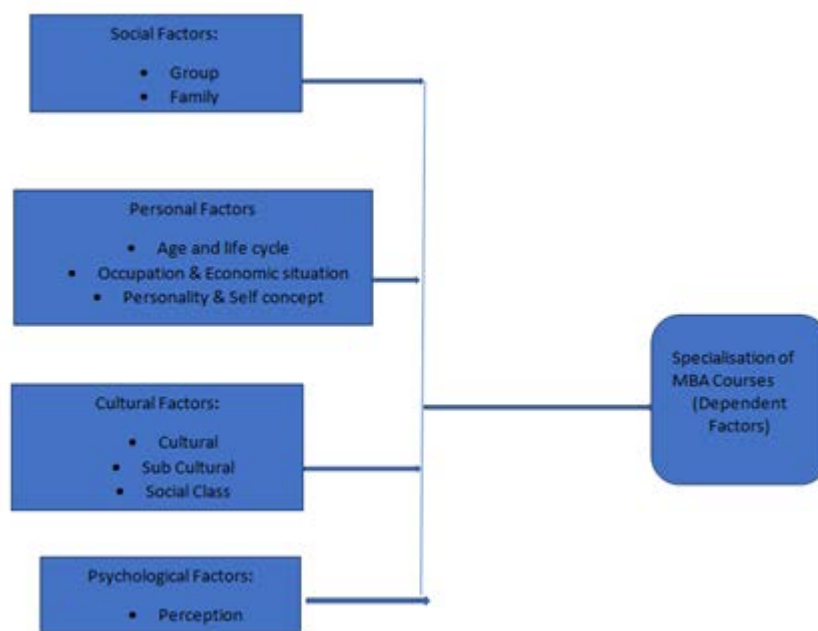 Social Factors:
• Group
• Family
Personal Factors
• Age and life cycle
• Occupation & Economic situation
• Personality & Self concept
Cultural Factors:
• Cultural
• Sub Cultural
• Social Class
Psychological Factors:
• Perception
Specialisation of
MBA Courses
(Dependent
Factors)